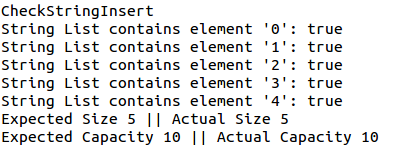 CheckStringInsert
String List contains element '0': true
String List contains element '1': true
String List contains element '2': true
String List contains element '3': true
String List contains element '4': true
Expected Size 5 || Actual Size 5
Expected Capacity 10 || Actual Capacity 10